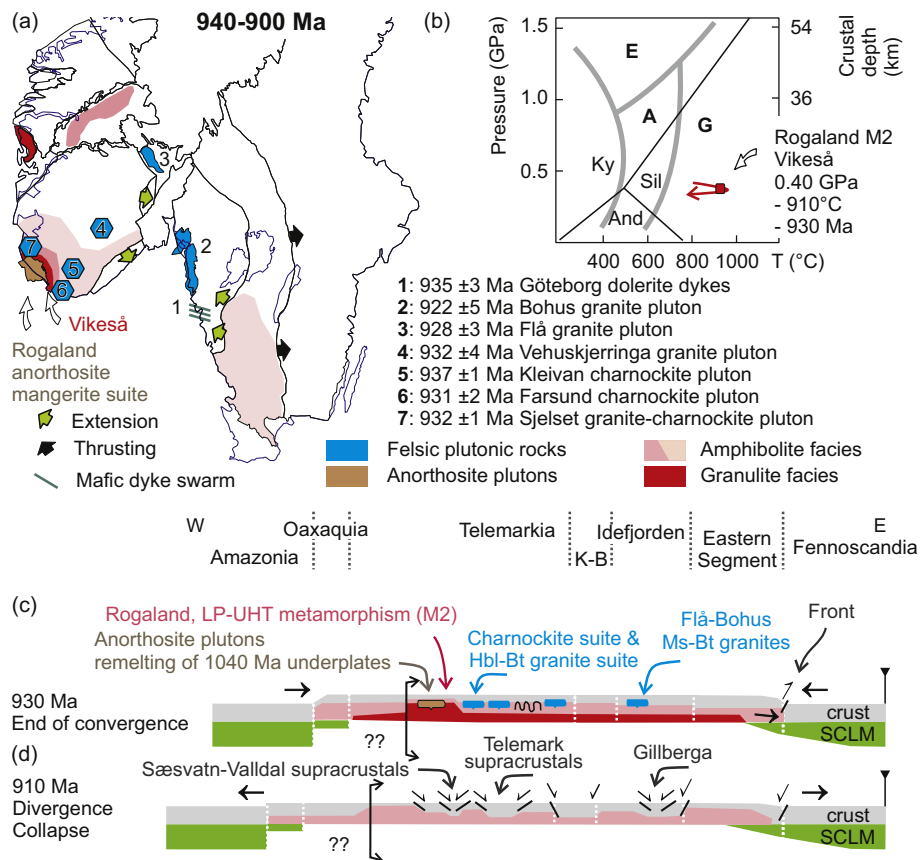 (a)
940-900 Ma
3
4
7
5
6
2
1
Vikeså
Rogaland
anorthosite
mangerite suite
Extension
Thrusting
Mafic dyke swarm
(b)
1.5
54
E
Pressure (GPa)
Crustal
depth
(km)
1.0
36
A
G
Rogaland M2
Vikeså
0.40 GPa
- 910°C
- 930 Ma
0.5
Ky
Sil
And
400 600 800 1000 T (°C)
1: 935 ±3 Ma Göteborg dolerite dykes
2: 922 ±5 Ma Bohus granite pluton
3: 928 ±3 Ma Flå granite pluton
4: 932 ±4 Ma Vehuskjerringa granite pluton
5: 937 ±1 Ma Kleivan charnockite pluton
6: 931 ±2 Ma Farsund charnockite pluton
7: 932 ±1 Ma Sjelset granite-charnockite pluton
Felsic plutonic rocks
Anorthosite plutons
Amphibolite facies
Granulite facies
W
Amazonia
Oaxaquia
Telemarkia
K-B
Idefjorden
Eastern
Segment
E
Fennoscandia
(c)
Rogaland, LP-UHT metamorphism (M2)
Anorthosite plutons
remelting of 1040 Ma underplates
Charnockite suite &
Hbl-Bt granite suite
Flå-Bohus
Ms-Bt granites
Front
930 Ma
End of convergence
crust
SCLM
??
(d)
Sæsvatn-Valldal supracrustals
Telemark
supracrustals
Gillberga
910 Ma
Divergence
Collapse
crust
SCLM
??